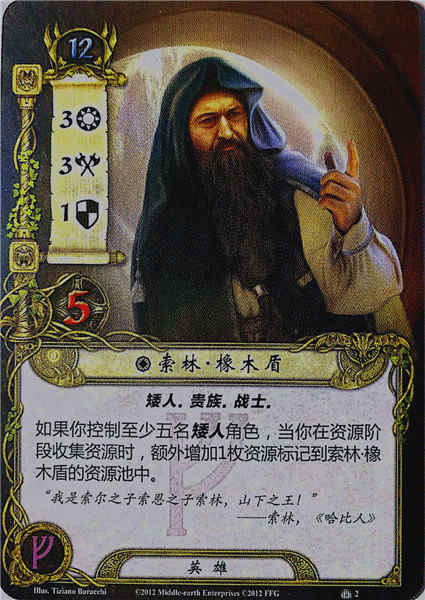 12
3
3
1
5
索林·橡木盾
矮人. 贵族. 战士.
如果你控制至少五名矮人角色，当你在资源阶
段收集资源时，额外增加1枚资源标记到索林·橡
木盾的资源池中。
“我是索尔之子索恩之子索林，山下之王！”
——索林，《哈比人》
英雄
Illus. Tiziano Baracchi
©2012 Middle-earth Enterprises ©2012 FFG
2